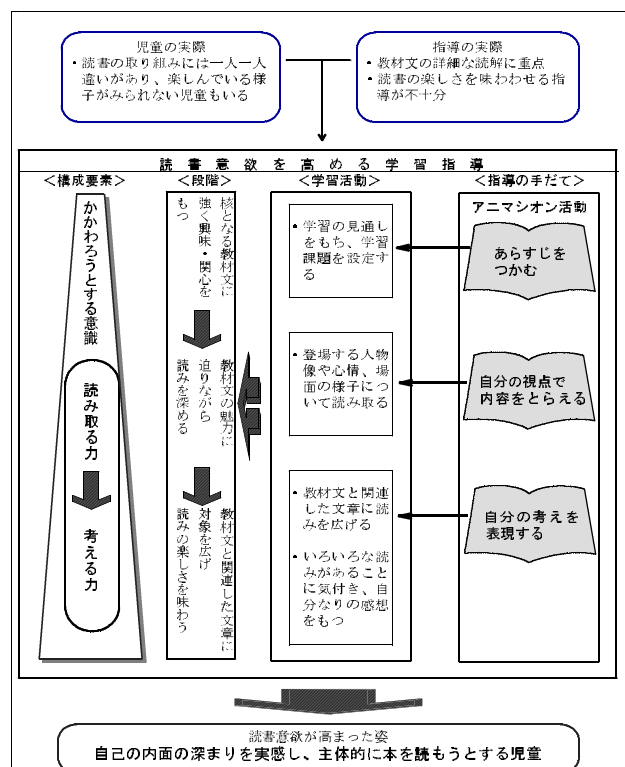 児童の実際
・読書の取り組みには一人一人
違いがあり、楽しんでいる様
子がみられない児童もいる
指導の実際
・教材文の詳細な読解に重点
・読書の楽しさを味わわせる指
導が不十分
読書意欲を高める学習指導
＜構成要素＞
＜段階＞
＜学習活動＞
＜指導の手だて＞
かかわろうとする意識
読み取る力
考える力
核となる教材文に
強く興味・関心を
もつ
教材文の魅力に
迫りながら
読みを深める
教材文と関連した文章に
対象を広げ
読みの楽しさを味わう
・学習の見通し
をもち、学習
課題を設定す
る
・登場する人物
像や心情、場
面の様子につ
いて読み取る
・教材文と関連
した文章に読
みを広げる
・いろいろな読
みがあること
に気付き、自
分なりの感想
をもつ
アニマシオン活動
あらすじを
つかむ
自分の視点で
内容をとらえる
自分の考えを
表現する
読書意欲が高まった姿
自己の内面の深まりを実感し、主体的に本を読もうとする児童